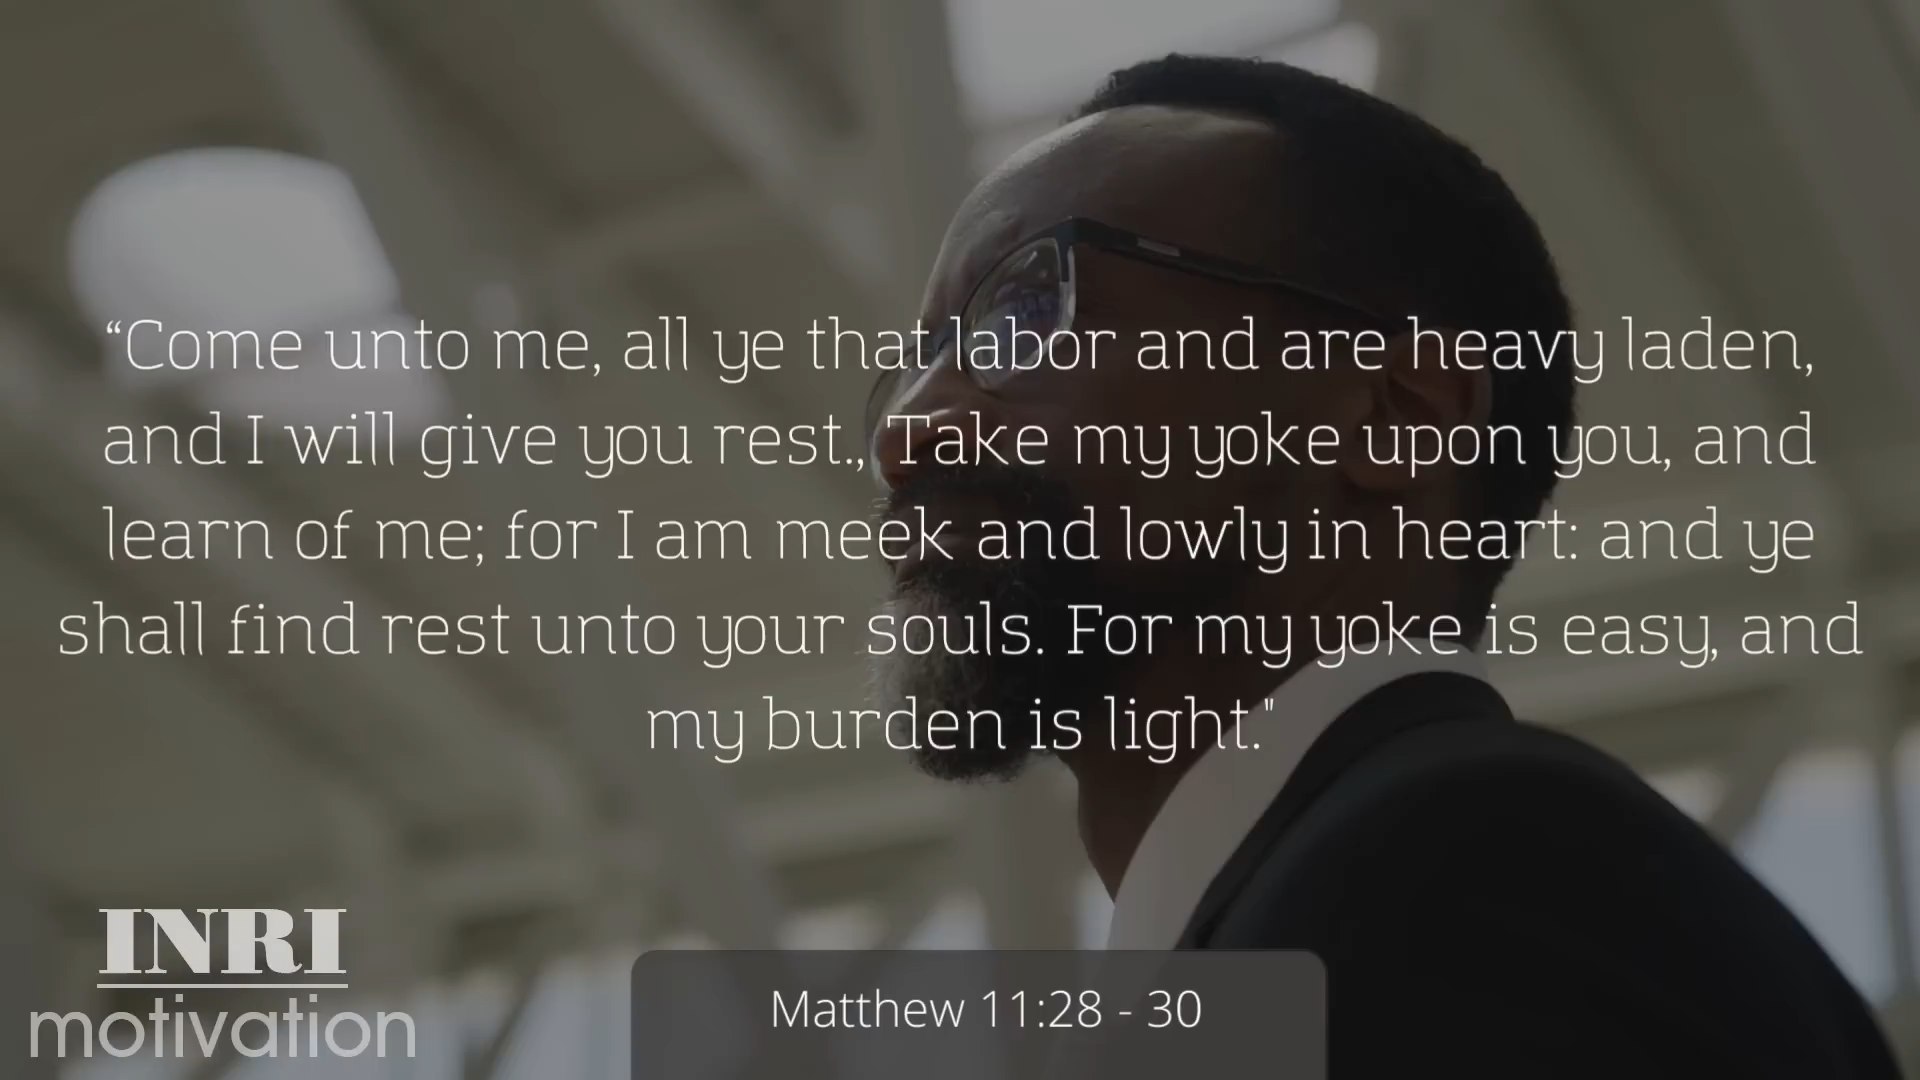 “Come unto me, all ye that labor and are heavy laden,
and I will give you rest., Take my yoke upon you, and
learn of me; for I am meek and lowly in heart: and ye
shall find rest unto your souls. For my yoke is easy, and
my burden is light."
INRI
motivation
Matthew 11:28 - 30